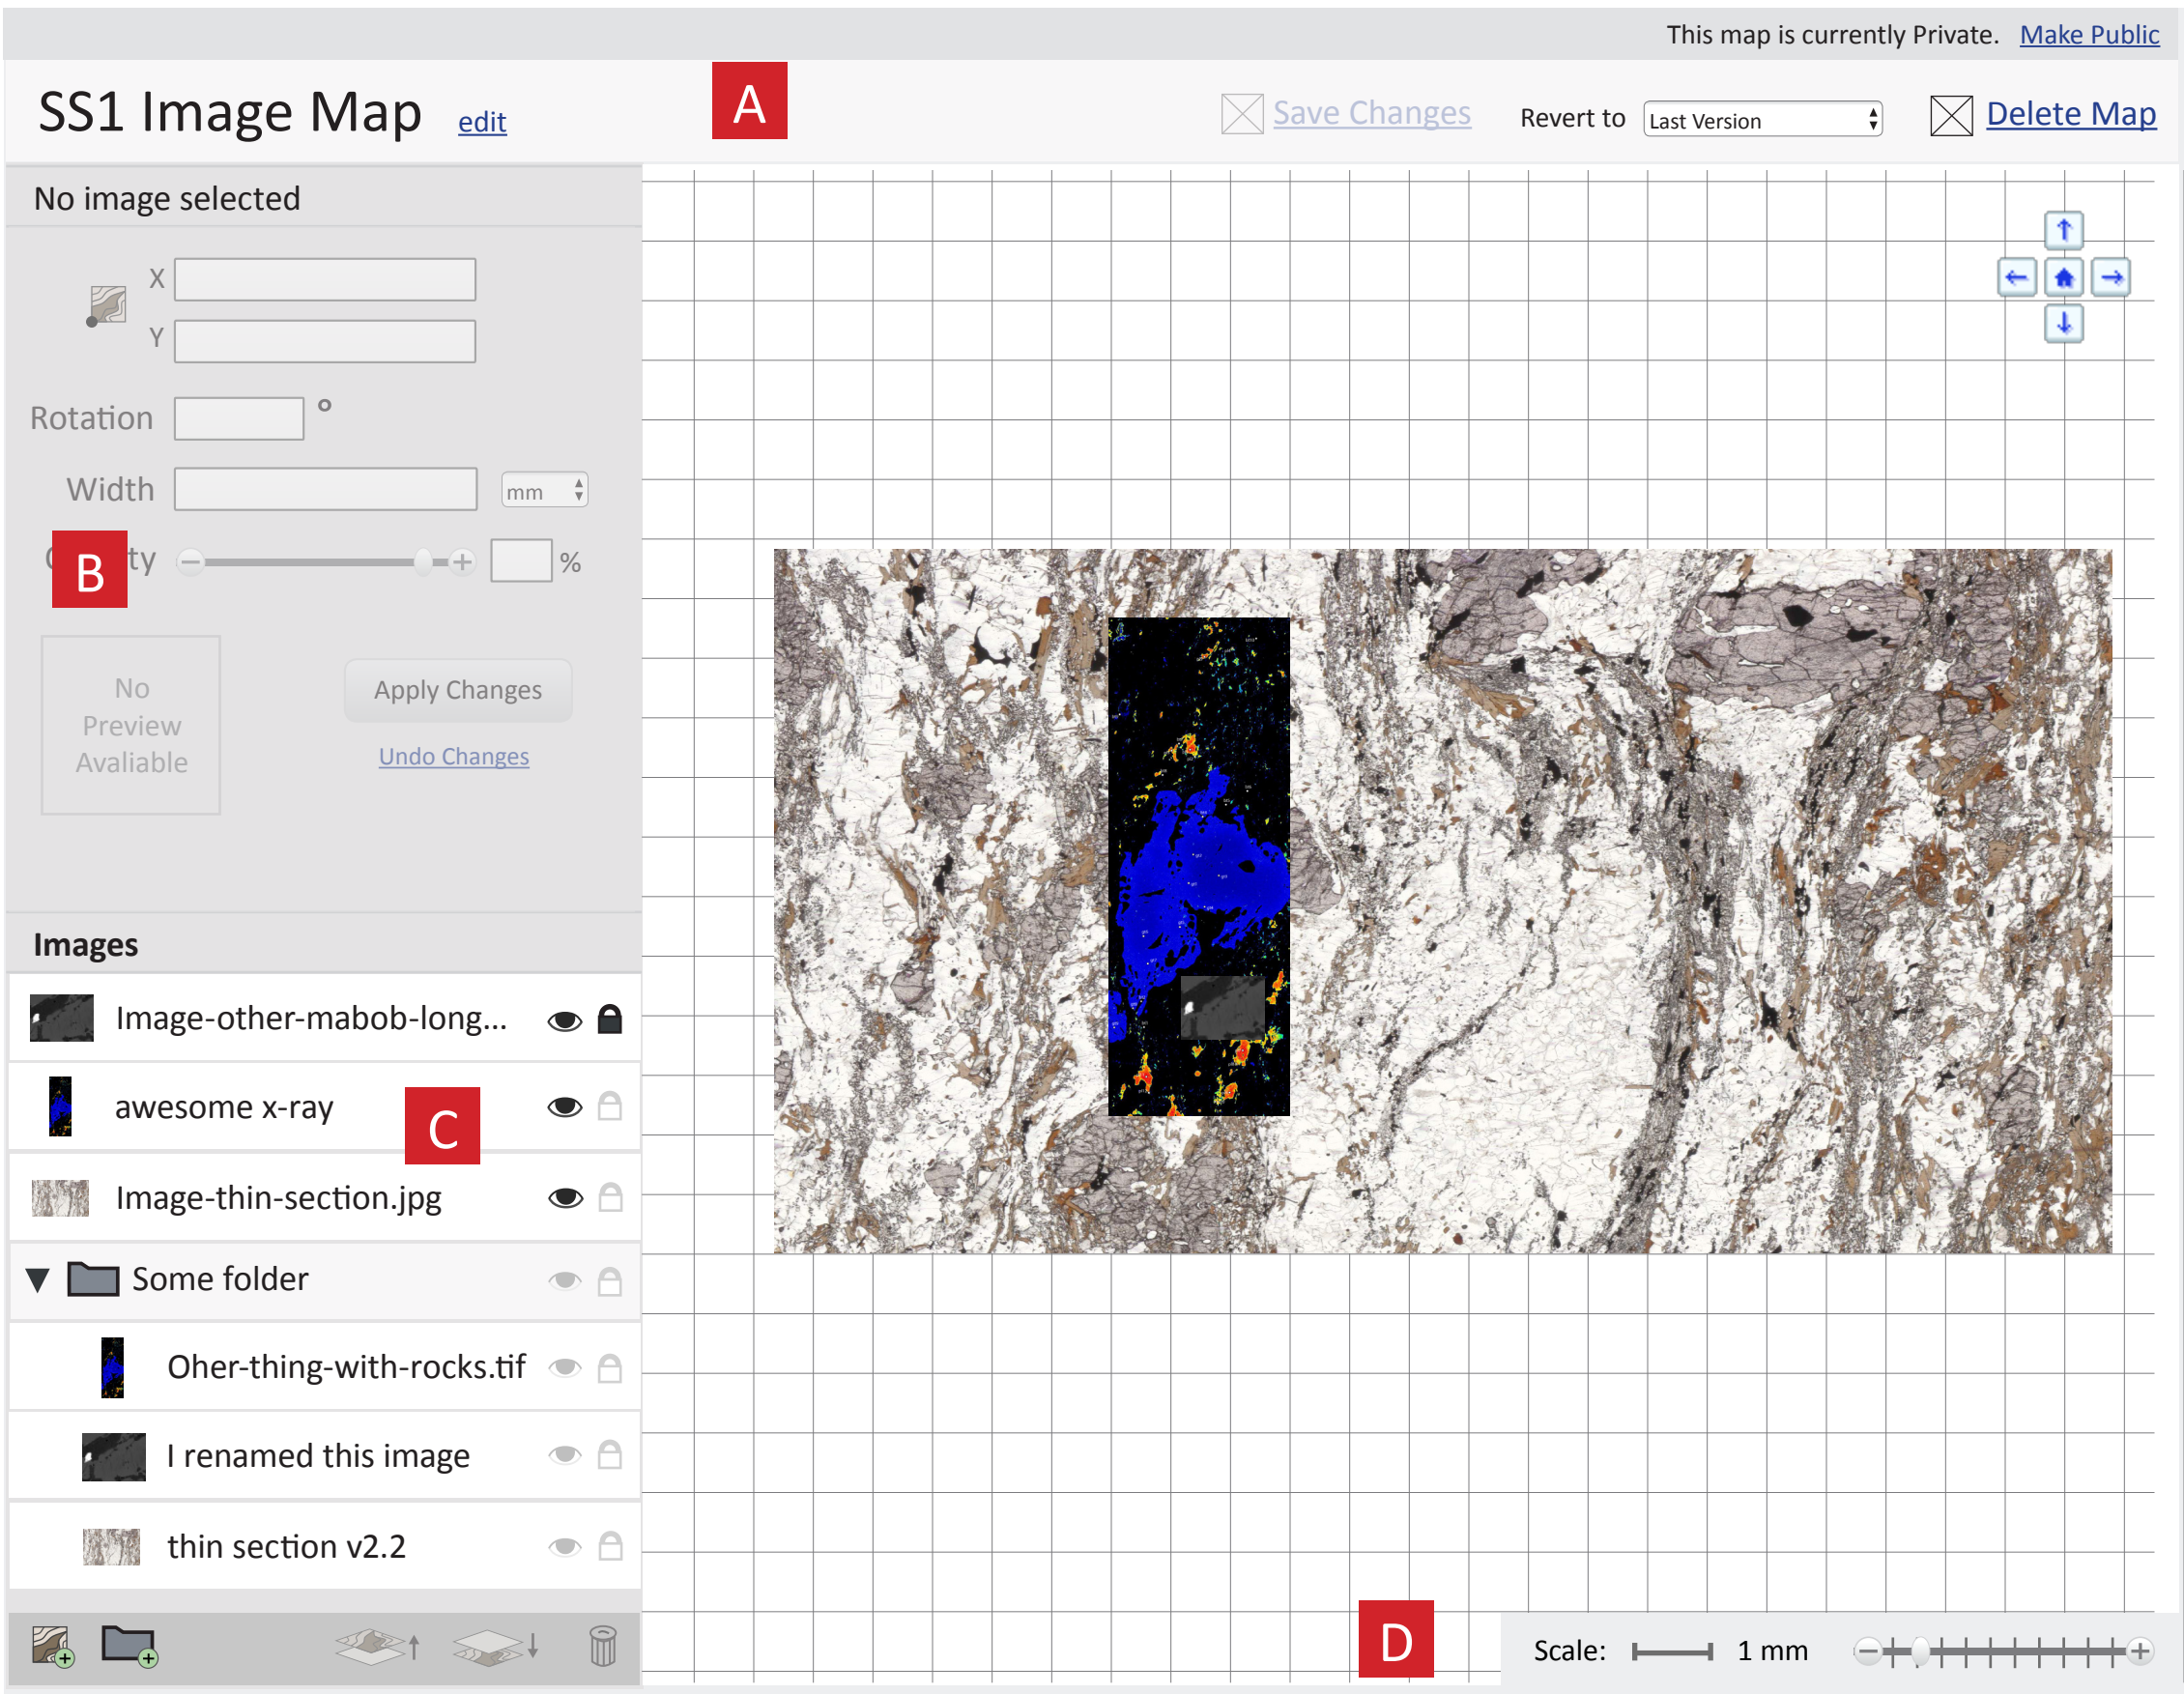 This map is currently Private. Make Public
SS1 Image Map edit
A
Save Changes
Revert to Last Version
Delete Map
No image selected
X
Y
Rotation °
Width mm
B
ty %
No
Preview
Avaliable
Apply Changes
Undo Changes
Images
Image-other-mabob-long...
awesome x-ray
C
Image-thin-section.jpg
Some folder
Oher-thing-with-rocks.tif
I renamed this image
thin section v2.2
D
Scale: 1 mm